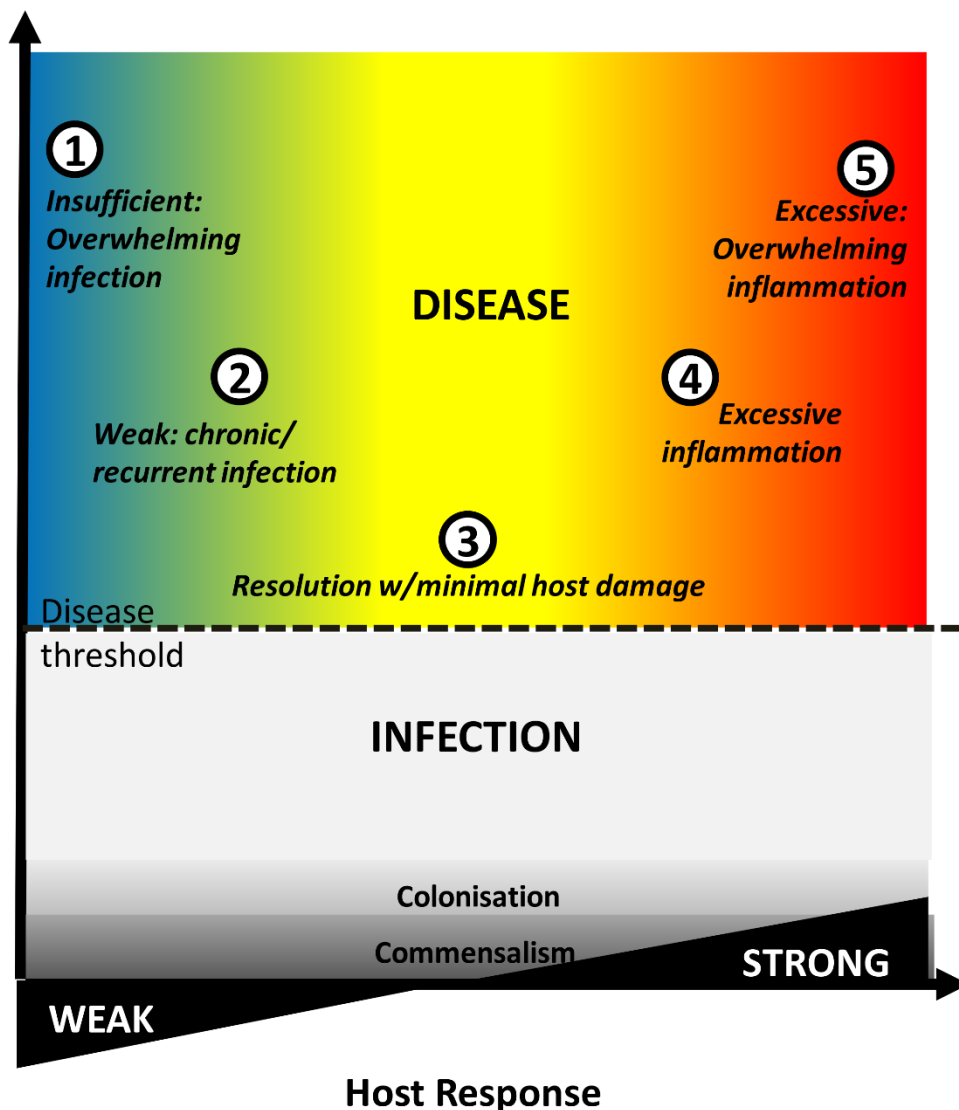 1
Insufficient:
Overwhelming
infection
5
Excessive:
Overwhelming
inflammation
DISEASE
2
Weak: chronic/
recurrent infection
4
Excessive
inflammation
3
Resolution w/minimal host damage
Disease
threshold
INFECTION
Colonisation
Commensalism
STRONG
WEAK
Host Response